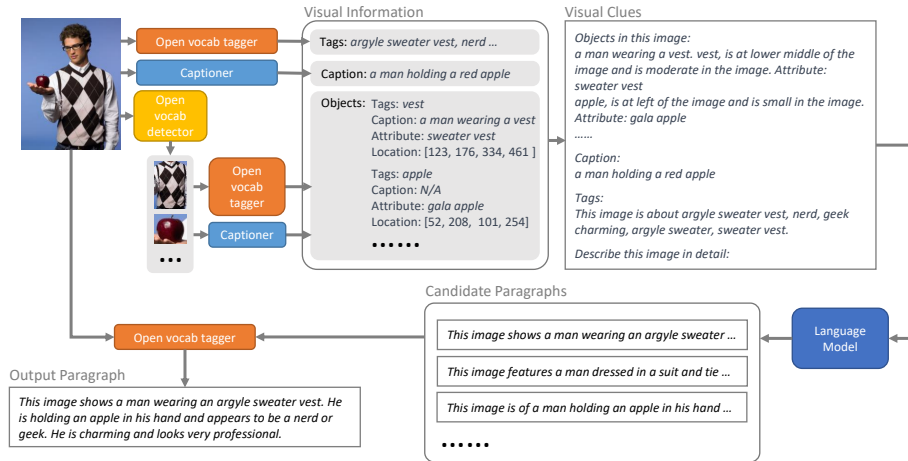 Visual Information
Visual Clues
Open vocab tagger
Captioner
Open
vocab
detector
Open
vocab
tagger
Captioner
Tags: argyle sweater vest, nerd ...
Caption: a man holding a red apple
Objects:
Tags: vest
Caption: a man wearing a vest
Attribute: sweater vest
Location: [123, 176, 334, 461 ]
Tags: apple
Caption: N/A
Attribute: gala apple
Location: [52, 208, 101, 254]
......
Objects in this image:
a man wearing a vest. vest, is at lower middle of the
image and is moderate in the image. Attribute:
sweater vest
apple, is at left of the image and is small in the image.
Attribute: gala apple
......
Caption:
a man holding a red apple
Tags:
This image is about argyle sweater vest, nerd, geek
charming, argyle sweater, sweater vest.
Describe this image in detail:
Candidate Paragraphs
This image shows a man wearing an argyle sweater ...
This image features a man dressed in a suit and tie ...
This image is of a man holding an apple in his hand ...
......
Language
Model
Open vocab tagger
Output Paragraph
This image shows a man wearing an argyle sweater vest. He
is holding an apple in his hand and appears to be a nerd or
geek. He is charming and looks very professional.